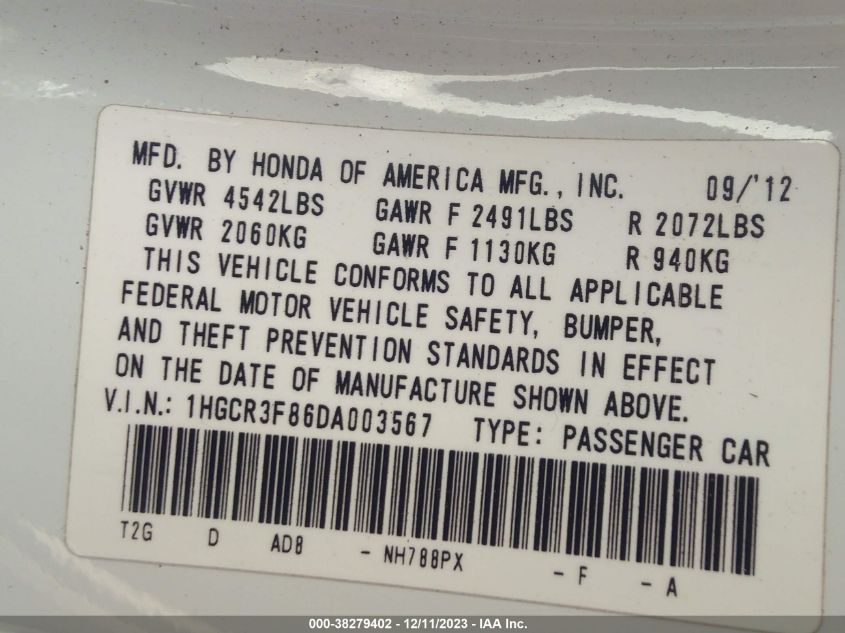 MFD. BY HONDA OF AMERICA MFG., INC. 09/'12
GVWR 4542LBS GAWR F 2491LBS R 2072LBS
GVWR 2060KG GAWR F 1130KG R 940KG
THIS VEHICLE CONFORMS TO ALL APPLICABLE
FEDERAL MOTOR VEHICLE SAFETY, BUMPER,
AND THEFT PREVENTION STANDARDS IN EFFECT
ON THE DATE OF MANUFACTURE SHOWN ABOVE.
V.I.N.: 1HGCR3F86DA003567 TYPE: PASSENGER CAR
T2G D AD8 - NH788PX - F - A
000-38279402 - 12/11/2023 - IAA Inc.